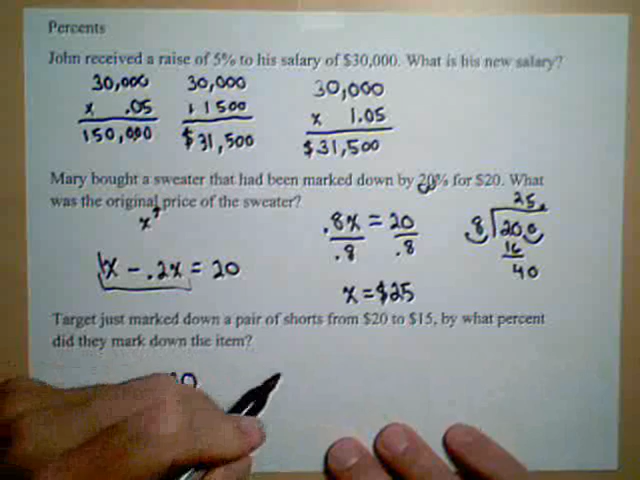 Percents
John received a raise of 5% to his salary of $30,000. What is his new salary?
30,000 30,000 30,000
x .05 + 1500 x 1.05
150,000 $31,500 $31,500
Mary bought a sweater that had been marked down by 20% for $20. What
was the original price of the sweater?
x
.8x = 20
.8 .8
25.
8 200
16
40
1x - .2x = 20
x = $25
Target just marked down a pair of shorts from $20 to $15, by what percent
did they mark down the item?